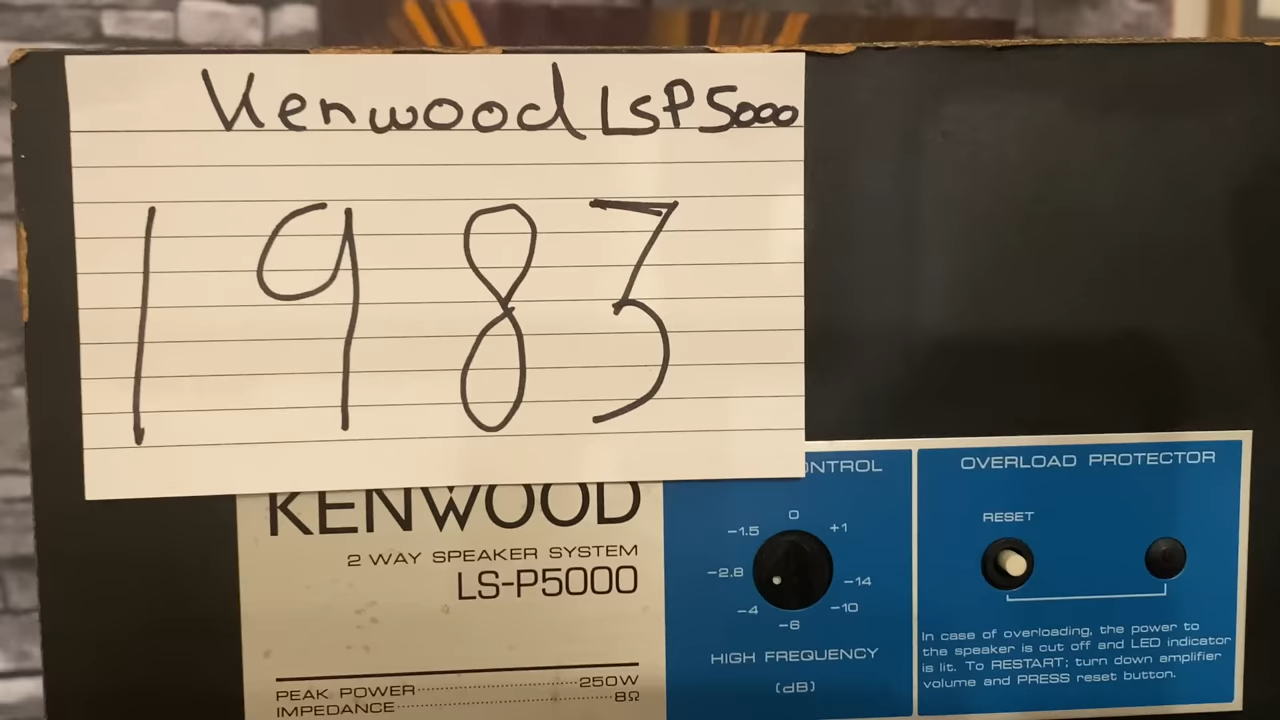 Kenwood LSP5000
1983
KENWOOD
2 WAY SPEAKER SYSTEM
LS-P5000
PEAK POWER 250W
IMPEDANCE 8Ω
ONTROL
0
-1.5 +1
-2.8 -14
-4 -10
-6
HIGH FREQUENCY
(dB)
OVERLOAD PROTECTOR
RESET
In case of overloading, the power to
the speaker is cut off and LED indicator
is lit. To RESTART; turn down amplifier
volume and PRESS reset button.